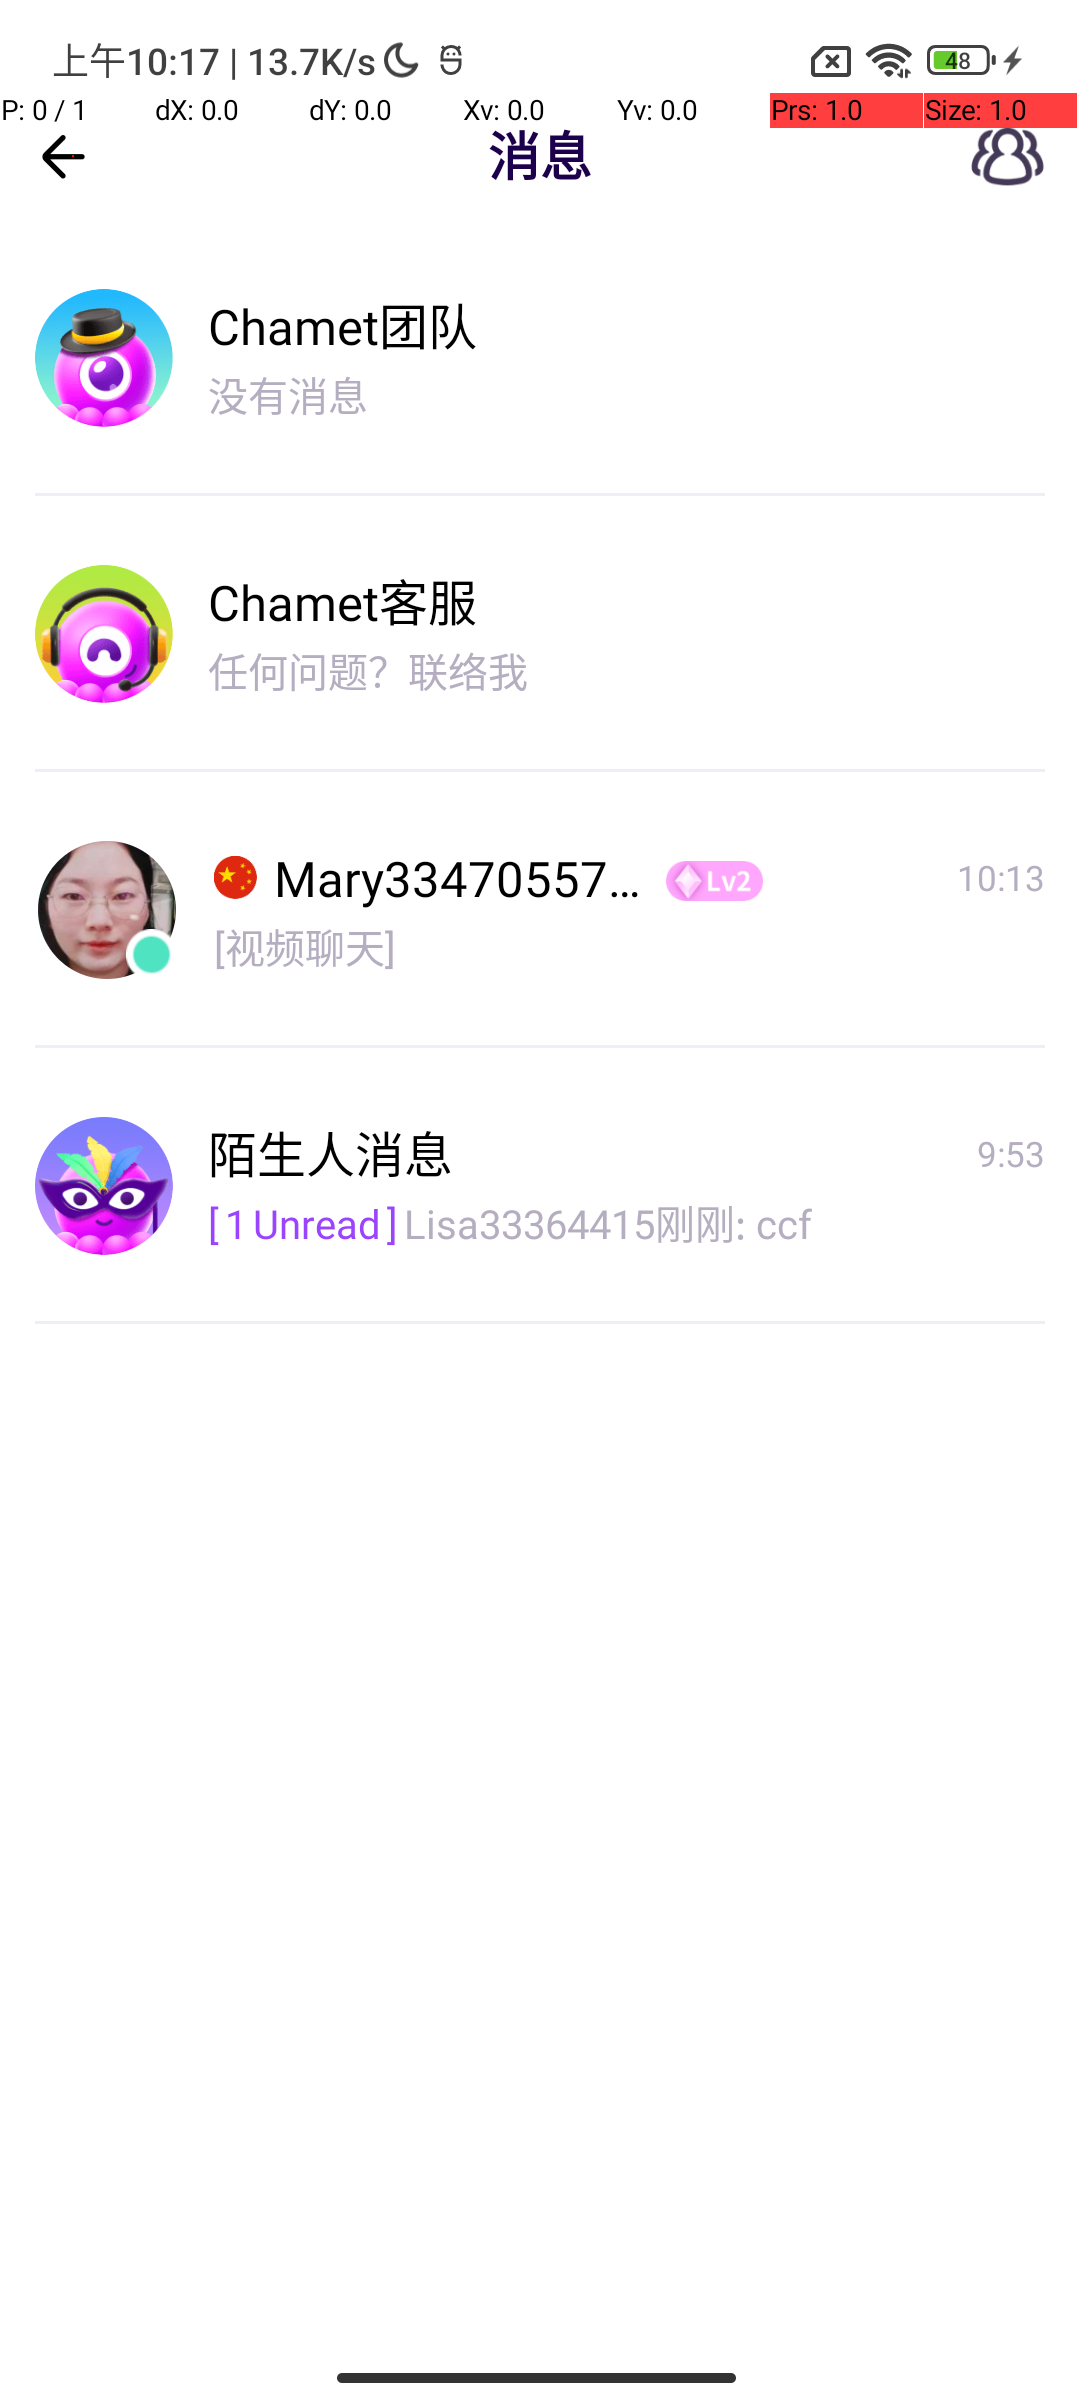 上午10:17 | 13.7K/s
48
P: 0 / 1 dX: 0.0 dY: 0.0 Xv: 0.0 Yv: 0.0 Prs: 1.0 Size: 1.0
消息
Chamet团队
没有消息
Chamet客服
任何问题？联络我
Mary33470557... Lv2 10:13
[视频聊天]
陌生人消息 9:53
[1 Unread] Lisa33364415刚刚: ccf